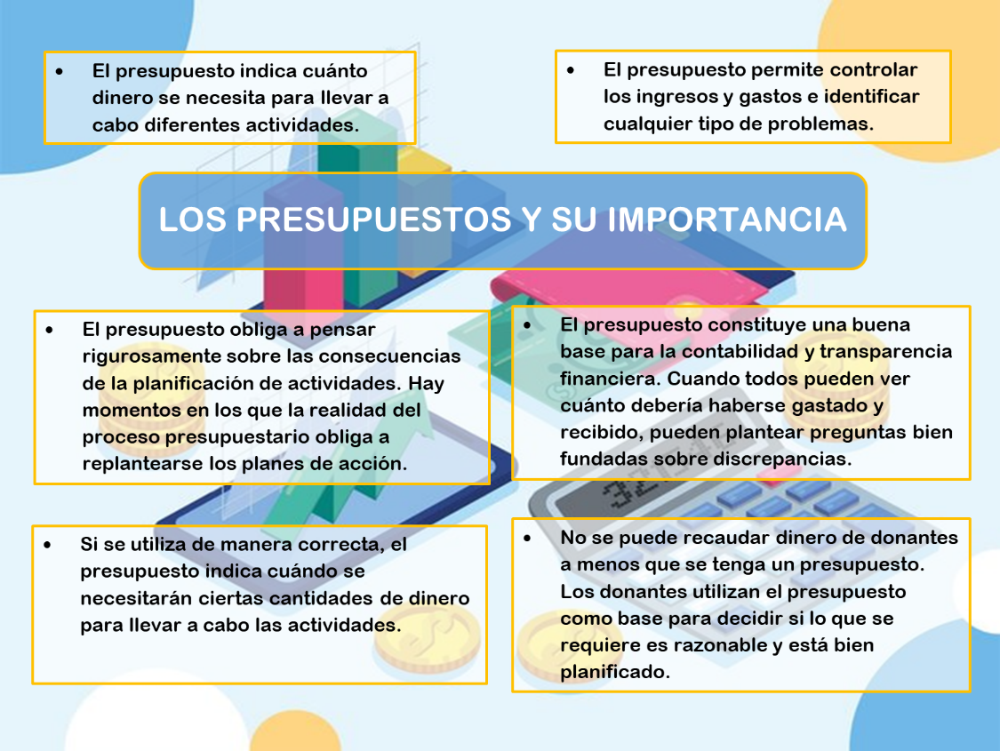 • El presupuesto indica cuánto
dinero se necesita para llevar a
cabo diferentes actividades.
• El presupuesto permite controlar
los ingresos y gastos e identificar
cualquier tipo de problemas.
LOS PRESUPUESTOS Y SU IMPORTANCIA
• El presupuesto obliga a pensar
rigurosamente sobre las consecuencias
de la planificación de actividades. Hay
momentos en los que la realidad del
proceso presupuestario obliga a
replantearse los planes de acción.
• El presupuesto constituye una buena
base para la contabilidad y transparencia
financiera. Cuando todos pueden ver
cuánto debería haberse gastado y
recibido, pueden plantear preguntas bien
fundadas sobre discrepancias.
• Si se utiliza de manera correcta, el
presupuesto indica cuándo se
necesitarán ciertas cantidades de dinero
para llevar a cabo las actividades.
• No se puede recaudar dinero de donantes
a menos que se tenga un presupuesto.
Los donantes utilizan el presupuesto
como base para decidir si lo que se
requiere es razonable y está bien
planificado.